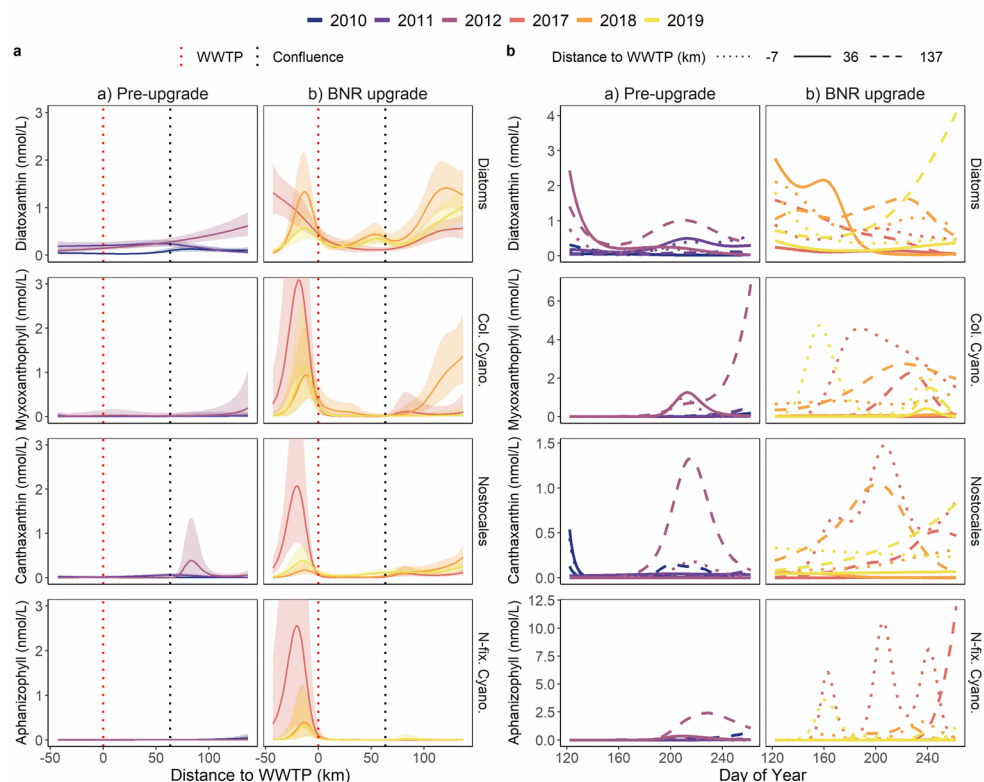 2010 2011 2012 2017 2018 2019
a WWTP Confluence
b Distance to WWTP (km) -7 36 137
a) Pre-upgrade b) BNR upgrade
a) Pre-upgrade b) BNR upgrade
Diatoxanthin (nmol/L)
3
2
1
0
Diatoms
Myxoxanthophyll (nmol/L)
3
2
1
0
Col. Cyano.
Canthaxanthin (nmol/L)
3
2
1
0
Nostocales
Aphanizophyll (nmol/L)
3
2
1
0
N-fix. Cyano.
-50 0 50 100 -50 0 50 100
Distance to WWTP (km)
Diatoxanthin (nmol/L)
4
3
2
1
0
Diatoms
Myxoxanthophyll (nmol/L)
6
4
2
0
Col. Cyano.
Canthaxanthin (nmol/L)
1.5
1.0
0.5
0.0
Nostocales
Aphanizophyll (nmol/L)
12.5
10.0
7.5
5.0
2.5
0.0
N-fix. Cyano.
120 160 200 240 120 160 200 240
Day of Year